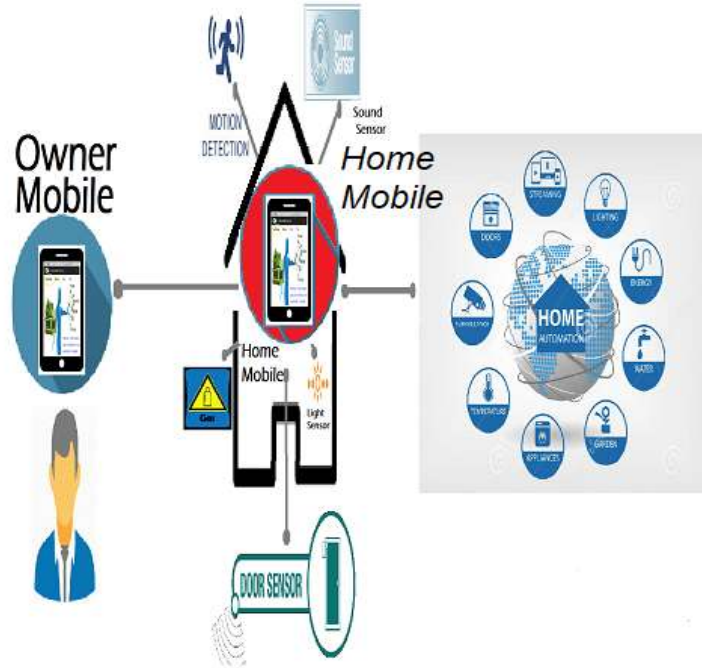 Sound
Sensor
Sound
Sensor
MOTION
DETECTION
Owner
Mobile
Home
Mobile
STREAMING
LIGHTING
DOORS
ENERGY
HOME
AUTOMATION
WATER
TEMPERATURE
GARDEN
APPLIANCES
Home
Mobile
Gas
Light
Sensor
DOOR SENSOR